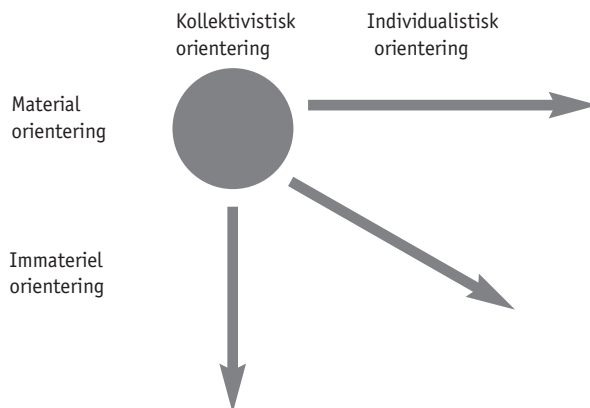 Kollektivistisk
orientering
Individualistisk
orientering
Material
orientering
Immateriel
orientering